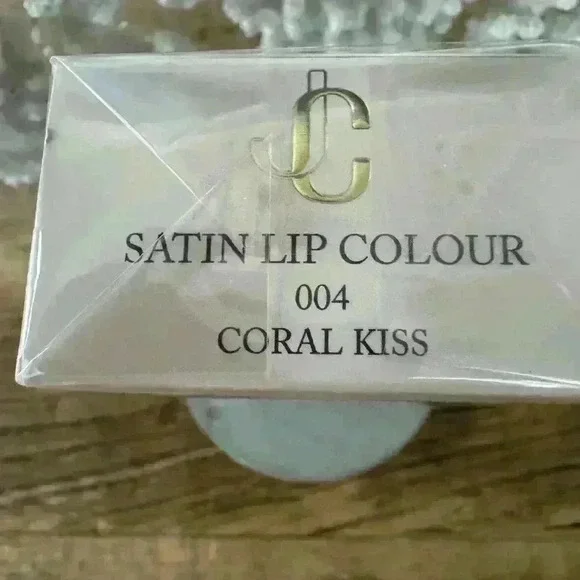 JC
SATIN LIP COLOUR
004
CORAL KISS